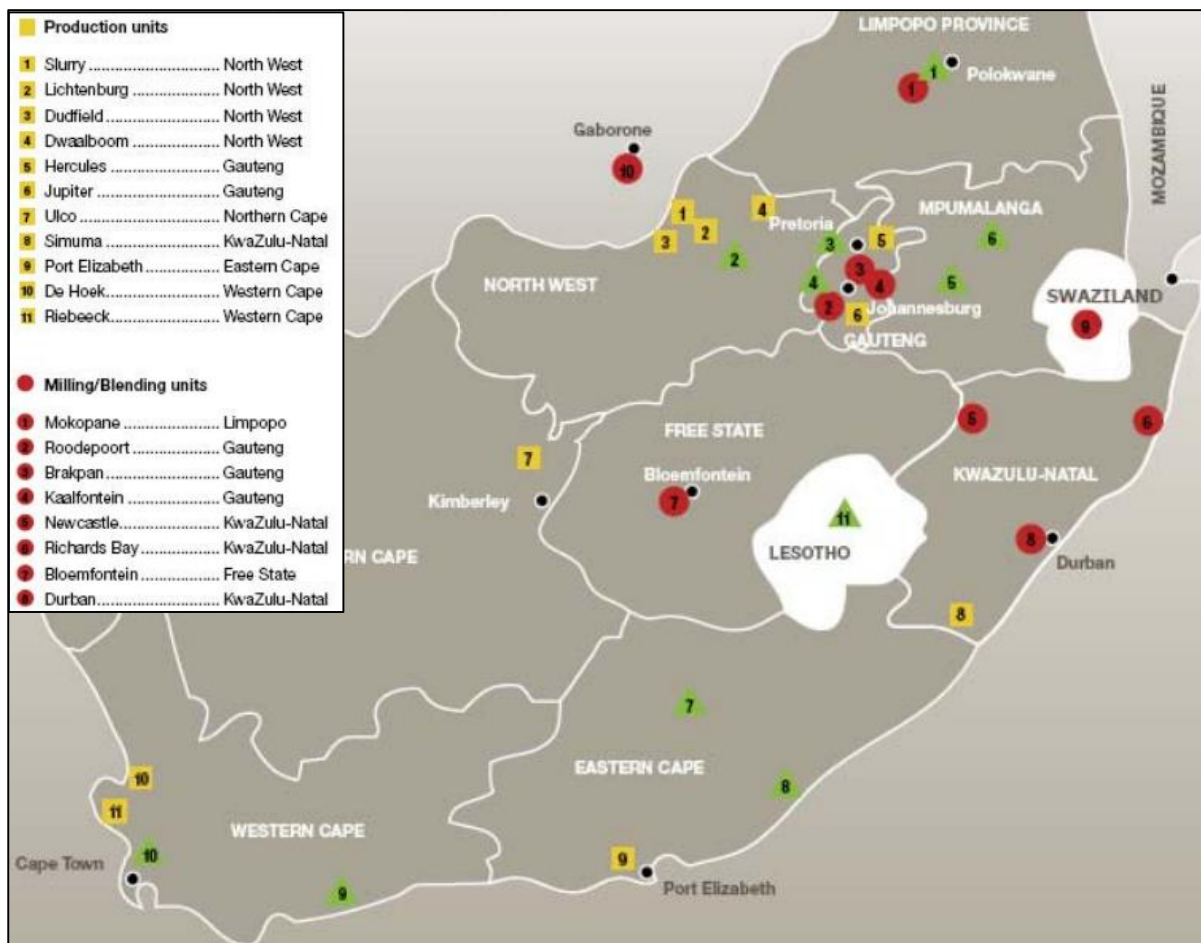 Production units
1 Slurry .............................. North West
2 Lichtenburg ...................... North West
3 Dudfield ........................... North West
4 Dwaalboom ...................... North West
5 Hercules .......................... Gauteng
6 Jupiter ............................. Gauteng
7 Ulco ................................. Northern Cape
8 Simuma ........................... KwaZulu-Natal
9 Port Elizabeth .................. Eastern Cape
10 De Hoek ......................... Western Cape
11 Riebeeck ........................ Western Cape
Milling/Blending units
1 Mokopane ....................... Limpopo
2 Roodepoort ..................... Gauteng
3 Brakpan .......................... Gauteng
4 Kaalfontein ...................... Gauteng
5 Newcastle ....................... KwaZulu-Natal
6 Richards Bay ................... KwaZulu-Natal
7 Bloemfontein ................... Free State
8 Durban ............................ KwaZulu-Natal
LIMPOPO PROVINCE
1
Polokwane
1
MOZAMBIQUE
Gaborone
10
1
4
2
3
2
Pretoria
3
5
MPUMALANGA
6
3
4
4
5
2
6
Johannesburg
GAUTENG
NORTH WEST
SWAZILAND
9
5
6
FREE STATE
7
Bloemfontein
7
Kimberley
KWAZULU-NATAL
11
LESOTHO
8
Durban
RN CAPE
8
7
EASTERN CAPE
8
10
11
WESTERN CAPE
10
Cape Town
9
9
Port Elizabeth